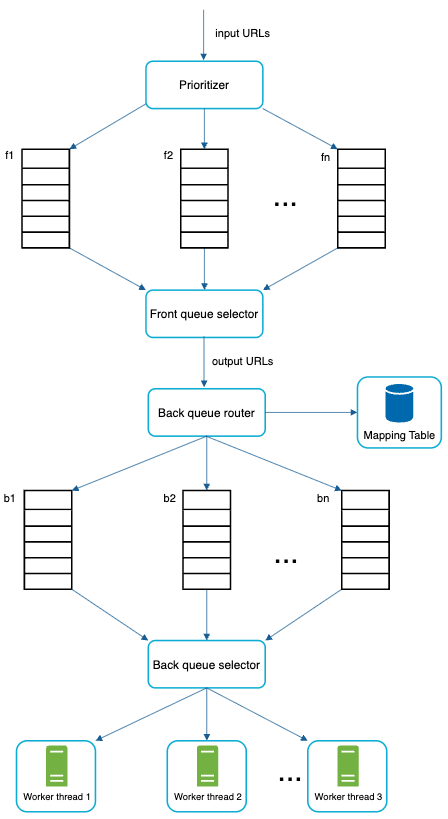 input URLs
Prioritizer
f1
f2
fn
...
Front queue selector
output URLs
Back queue router
Mapping Table
b1
b2
bn
...
Back queue selector
...
Worker thread 1
Worker thread 2
Worker thread 3